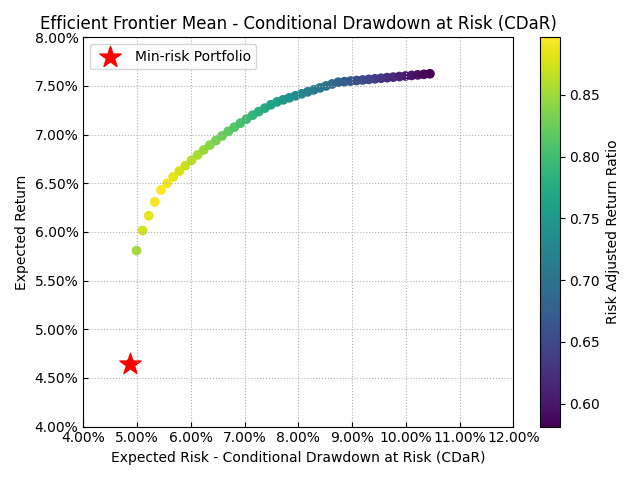 Efficient Frontier Mean - Conditional Drawdown at Risk (CDaR)
Min-risk Portfolio
8.00%
7.50%
7.00%
6.50%
6.00%
5.50%
5.00%
4.50%
4.00%
Expected Return
4.00% 5.00% 6.00% 7.00% 8.00% 9.00% 10.00% 11.00% 12.00%
Expected Risk - Conditional Drawdown at Risk (CDaR)
0.85
0.80
0.75
0.70
0.65
0.60
Risk Adjusted Return Ratio